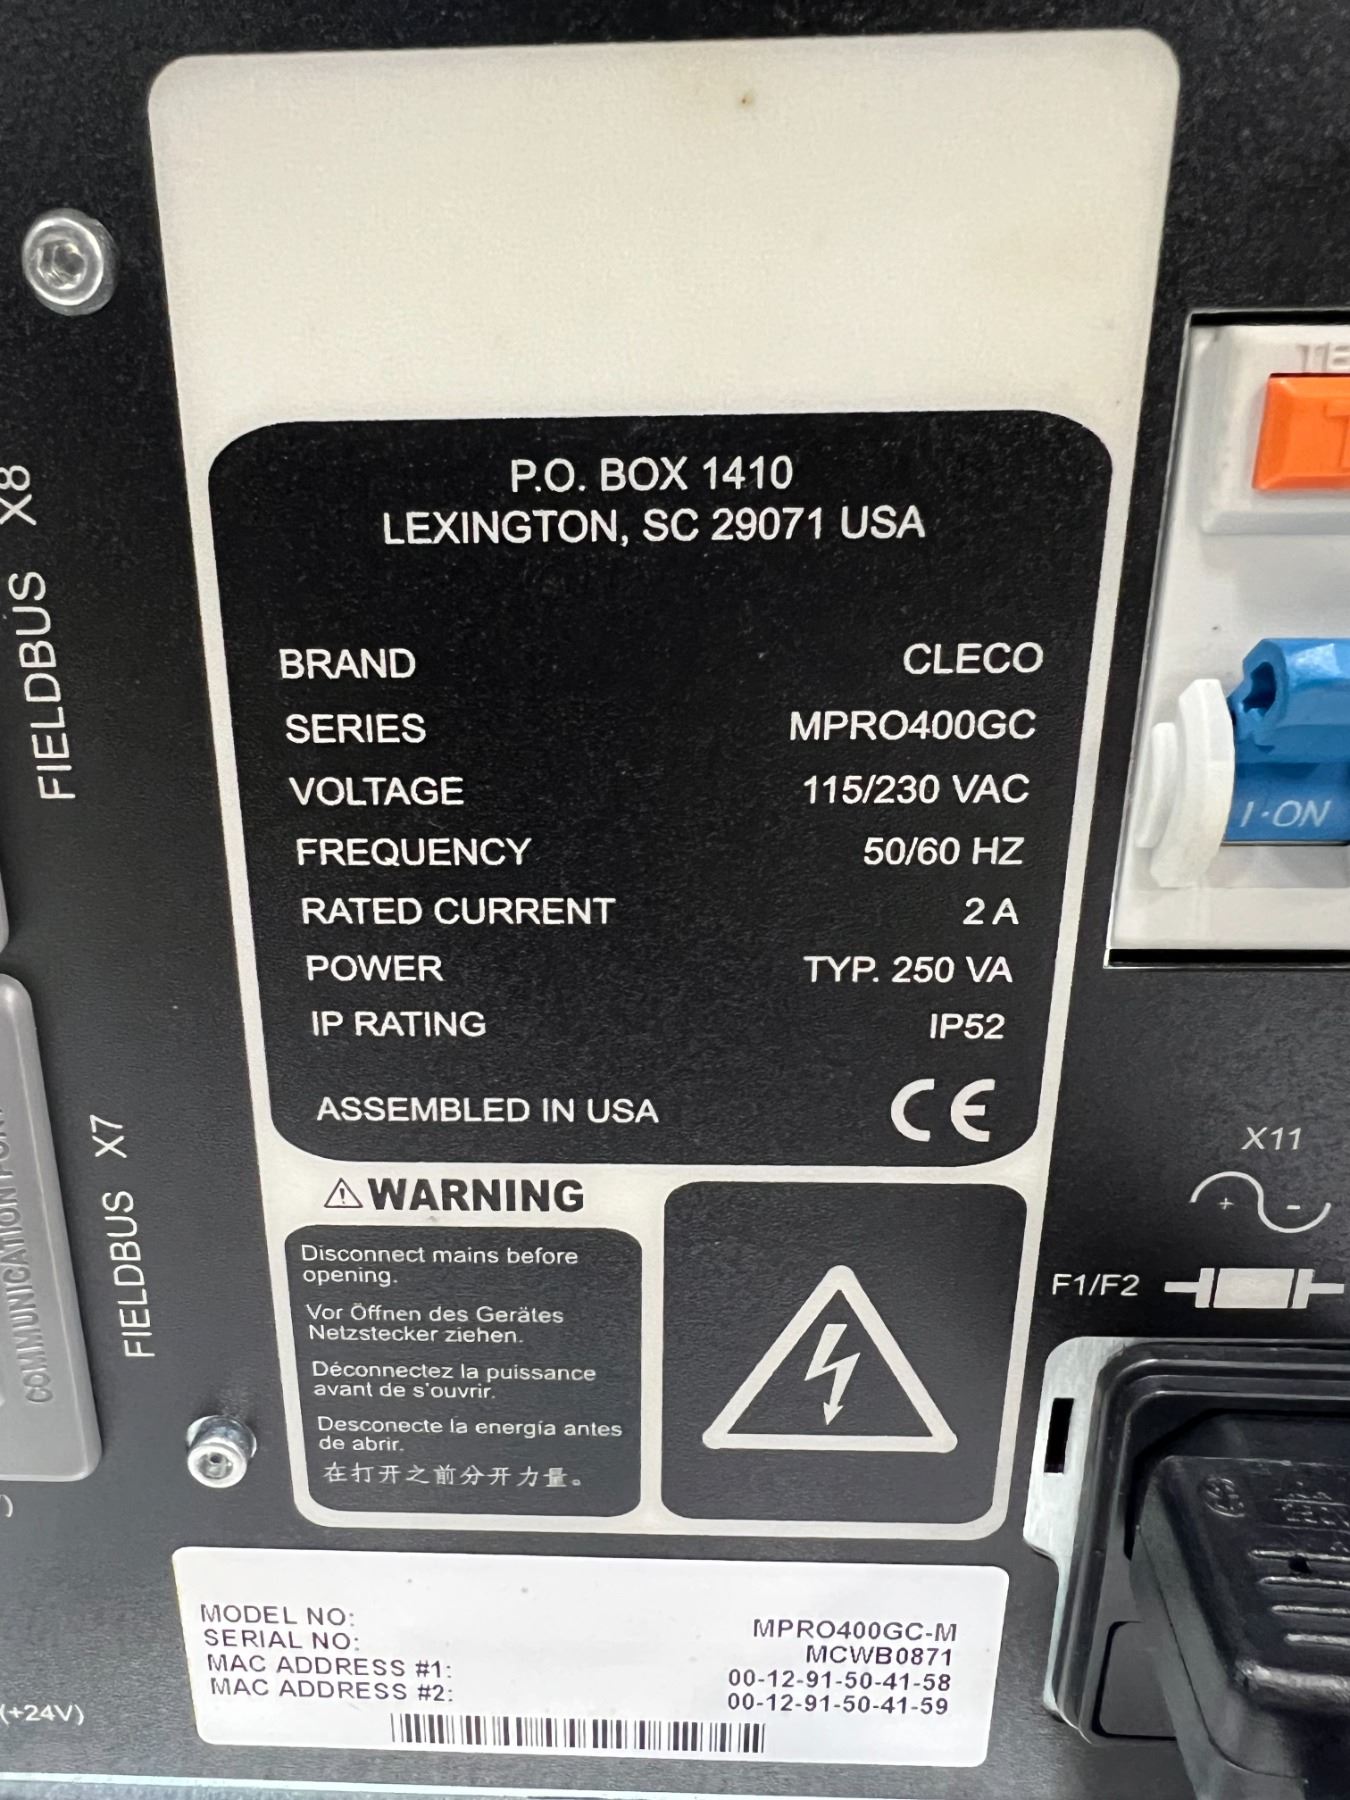 P.O. BOX 1410
LEXINGTON, SC 29071 USA
BRAND CLECO
SERIES MPRO400GC
VOLTAGE 115/230 VAC
FREQUENCY 50/60 HZ
RATED CURRENT 2 A
POWER TYP. 250 VA
IP RATING IP52
ASSEMBLED IN USA CE
WARNING
Disconnect mains before
opening.
Vor Öffnen des Gerätes
Netzstecker ziehen.
Déconnectez la puissance
avant de s'ouvrir.
Desconecte la energía antes
de abrir.
在打开之前分开力量。
MODEL NO: MPRO400GC-M
SERIAL NO: MCWB0871
MAC ADDRESS #1: 00-12-91-50-41-58
MAC ADDRESS #2: 00-12-91-50-41-59
FIELDBUS X8
FIELDBUS X7
COMMUNICATION
(+24V)
I·ON
X11
+ -
F1/F2